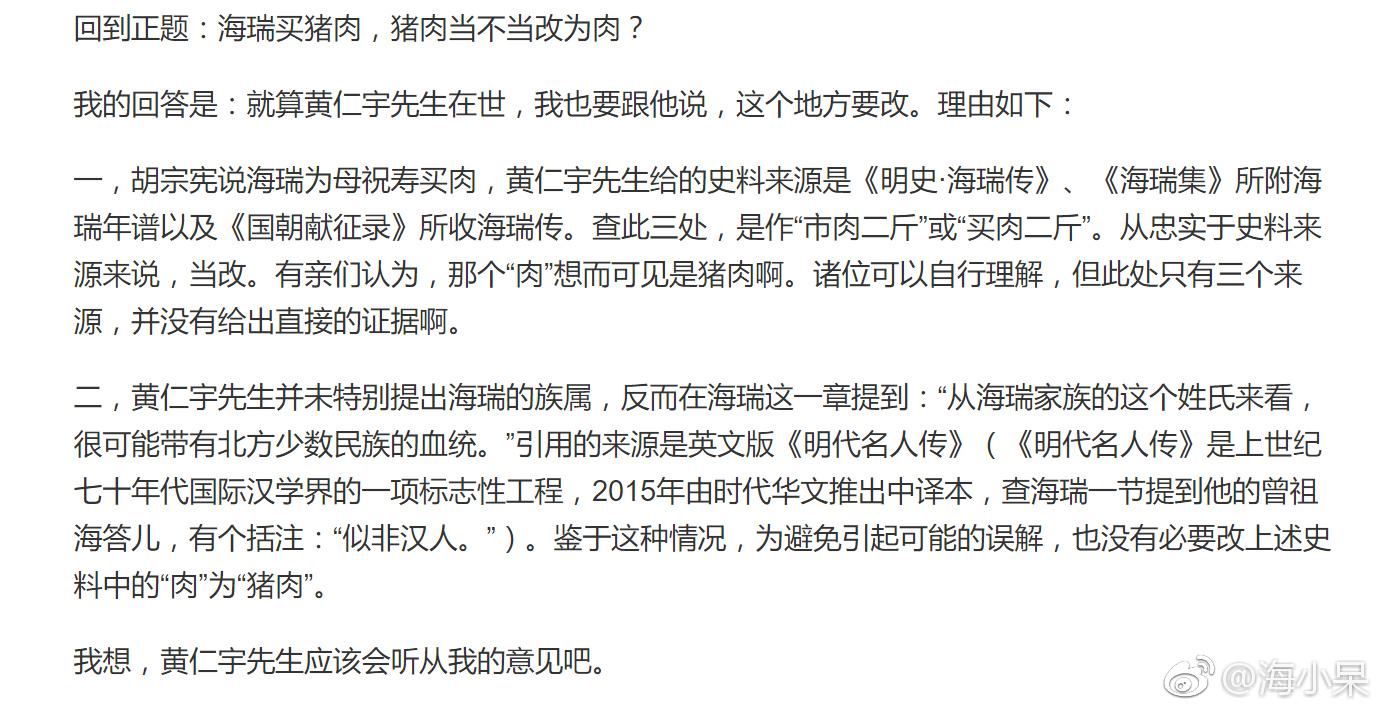 回到正题：海瑞买猪肉，猪肉当不当改为肉？
我的回答是：就算黄仁宇先生在世，我也要跟他说，这个地方要改。理由如下：
一，胡宗宪说海瑞为母祝寿买肉，黄仁宇先生给的史料来源是《明史·海瑞传》、《海瑞集》所附海
瑞年谱以及《国朝献征录》所收海瑞传。查此三处，是作“市肉二斤”或“买肉二斤”。从忠实于史料来
源来说，当改。有亲们认为，那个“肉”想而可见是猪肉啊。诸位可以自行理解，但此处只有三个来
源，并没有给出直接的证据啊。
二，黄仁宇先生并未特别提出海瑞的族属，反而在海瑞这一章提到：“从海瑞家族的这个姓氏来看，
很可能带有北方少数民族的血统。”引用的来源是英文版《明代名人传》（《明代名人传》是上世纪
七十年代国际汉学界的一项标志性工程，2015年由时代华文推出中译本，查海瑞一节提到他的曾祖
海答儿，有个括注：“似非汉人。”）。鉴于这种情况，为避免引起可能的误解，也没有必要改上述史
料中的“肉”为“猪肉”。
我想，黄仁宇先生应该会听从我的意见吧。
@海小呆